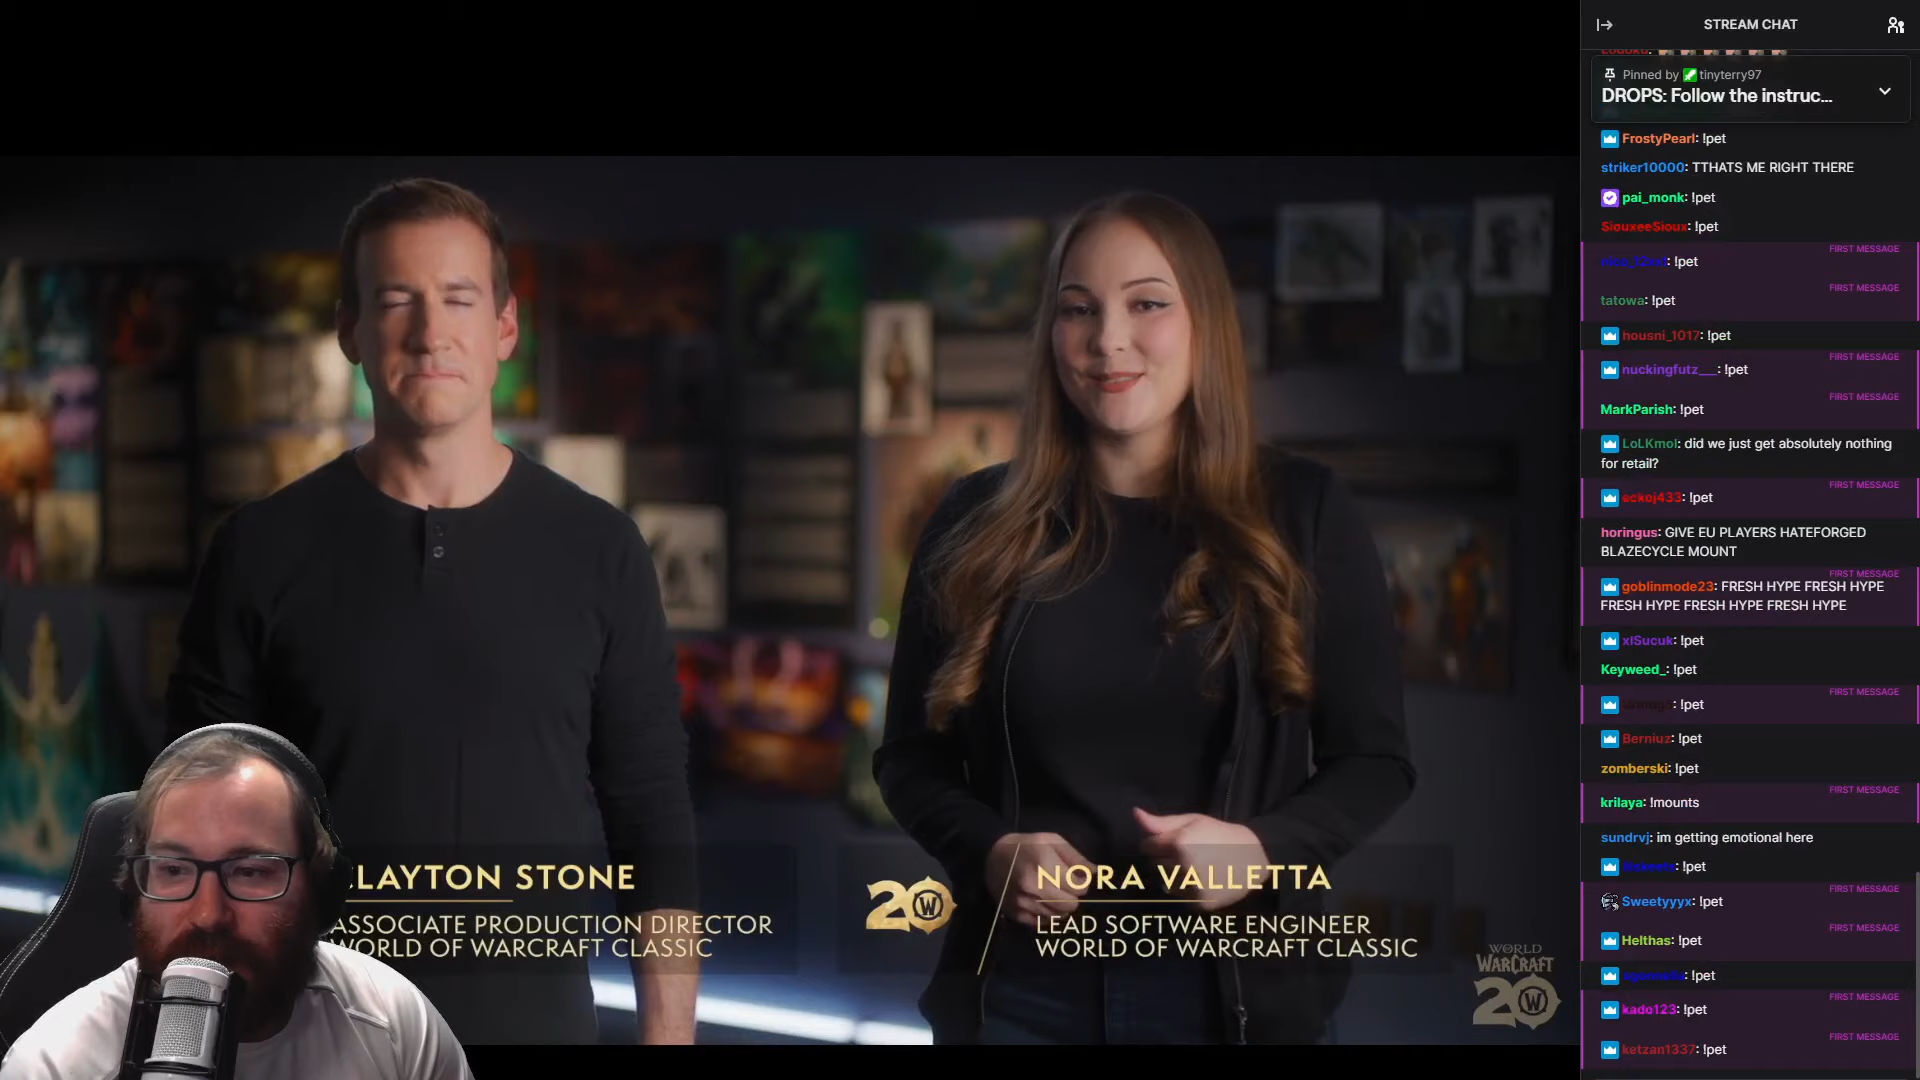 STREAM CHAT
Pinned by tinyterry97
DROPS: Follow the instruc...
FrostyPearl: !pet
striker10000: TTHATS ME RIGHT THERE
pai_monk: !pet
SiouxeeSioux: !pet
FIRST MESSAGE
: !pet
FIRST MESSAGE
tatowa: !pet
housni_1017: !pet
FIRST MESSAGE
nuckingfutz___: !pet
FIRST MESSAGE
MarkParish: !pet
LoLKmol: did we just get absolutely nothing
for retail?
FIRST MESSAGE
eckoj433: !pet
horingus: GIVE EU PLAYERS HATEFORGED
BLAZECYCLE MOUNT
FIRST MESSAGE
goblinmode23: FRESH HYPE FRESH HYPE
FRESH HYPE FRESH HYPE FRESH HYPE
xlSucuk: !pet
Keyweed_: !pet
FIRST MESSAGE
: !pet
Berniuz: !pet
zomberski: !pet
FIRST MESSAGE
krilaya: !mounts
sundrvj: im getting emotional here
: !pet
FIRST MESSAGE
Sweetyyyx: !pet
FIRST MESSAGE
Helthas: !pet
: !pet
FIRST MESSAGE
kado123: !pet
FIRST MESSAGE
ketzan1337: !pet
CLAYTON STONE
ASSOCIATE PRODUCTION DIRECTOR
WORLD OF WARCRAFT CLASSIC
20
NORA VALLETTA
LEAD SOFTWARE ENGINEER
WORLD OF WARCRAFT CLASSIC
WORLD
OF
WARCRAFT
20